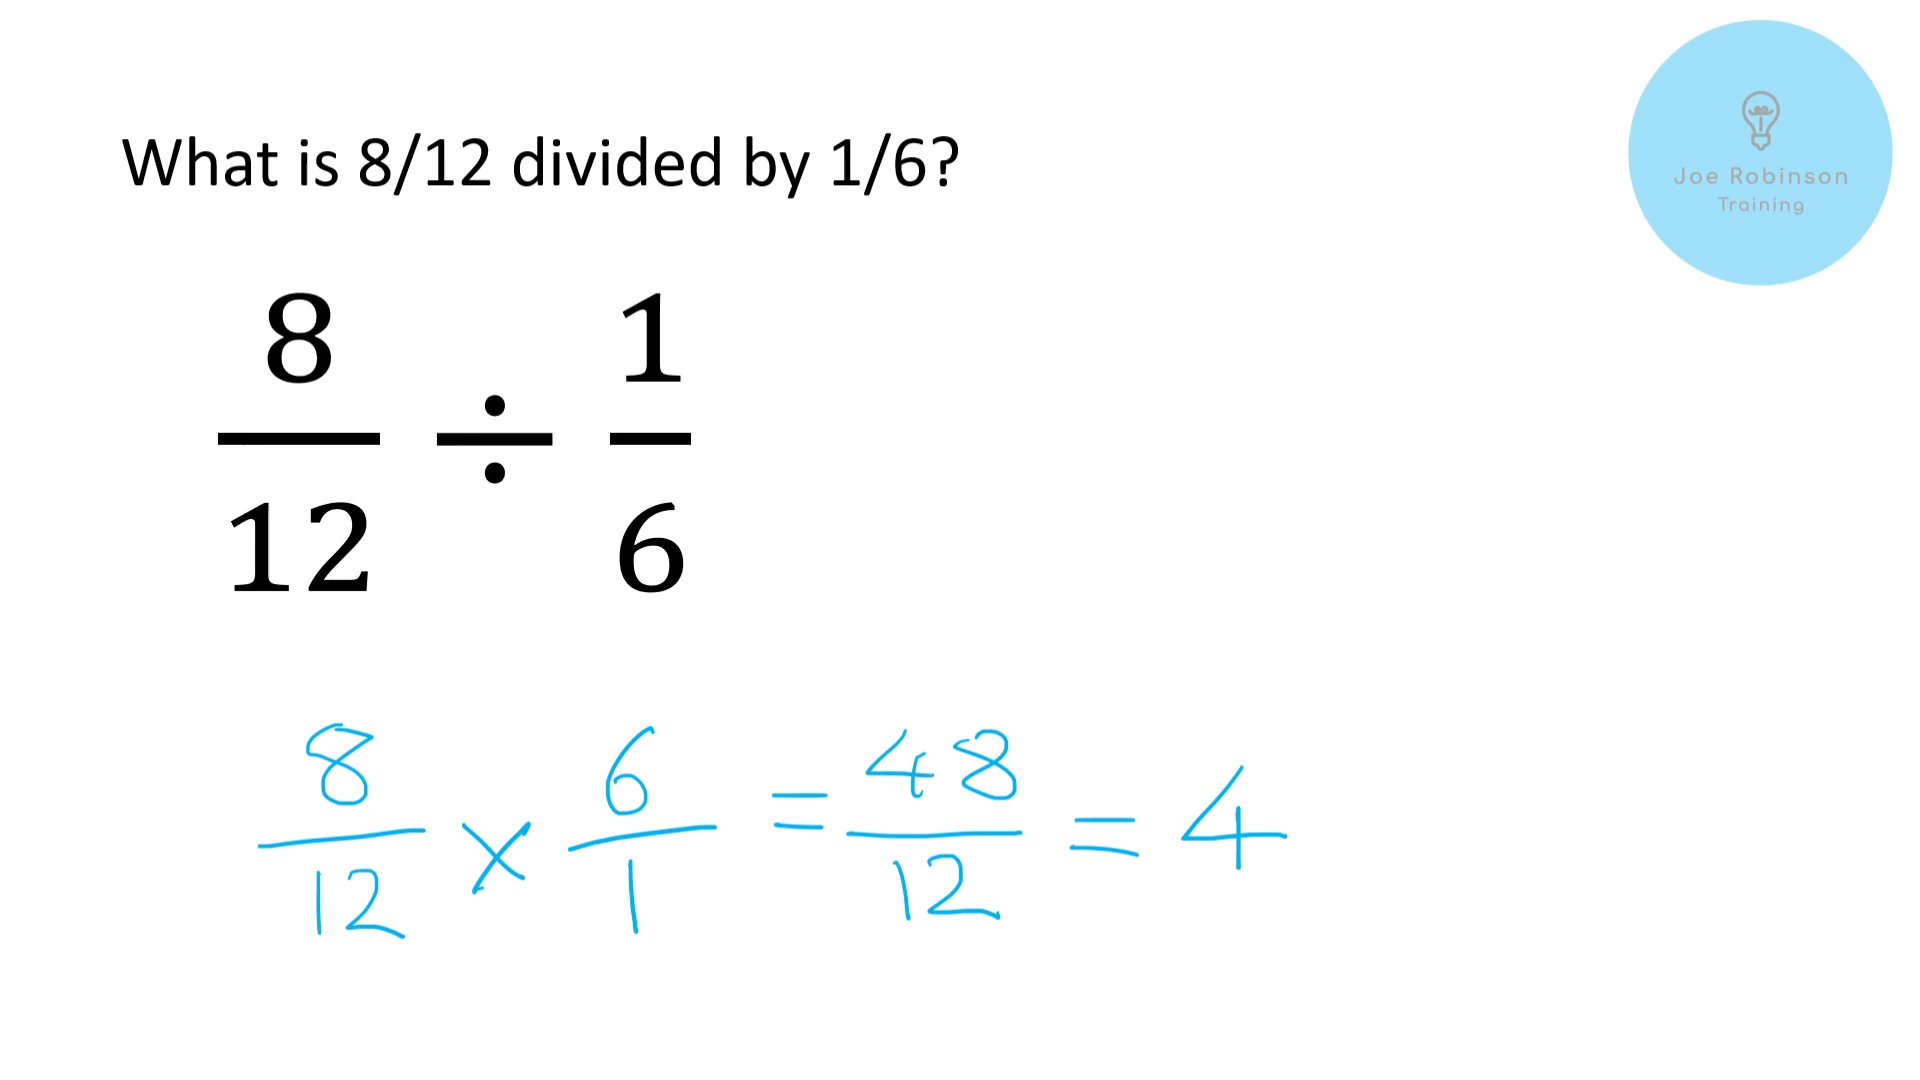 What is 8/12 divided by 1/6?
Joe Robinson
Training
8/12 ÷ 1/6
8/12 × 6/1 = 48/12 = 4